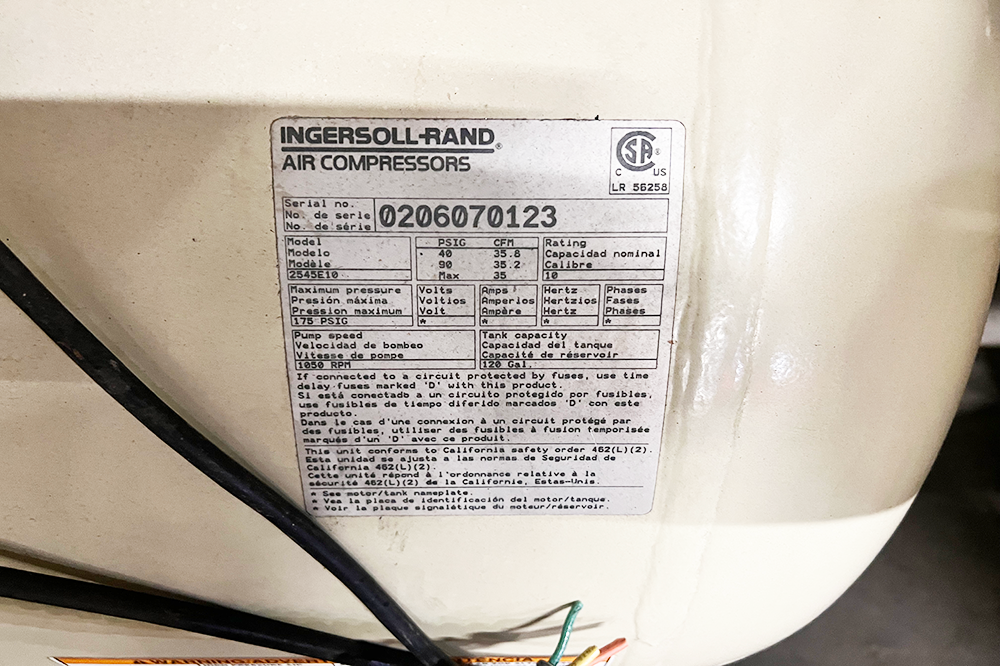 INGERSOLL-RAND®
AIR COMPRESSORS
CSA®
C US
LR 56258
Serial no.
No. de serie
No. de série
0206070123
Model
Modelo
Modèle
2545E10
PSIG CFM
40 35.8
90 35.2
Max 35
Rating
Capacidad nominal
Calibre
10
Maximum pressure
Presión máxima
Pression maximum
175 PSIG
Volts
Voltios
Volt
*
Amps
Amperios
Ampère
*
Hertz
Hertzios
Hertz
*
Phases
Fases
Phases
*
Pump speed
Velocidad de bombeo
Vitesse de pompe
1050 RPM
Tank capacity
Capacidad del tanque
Capacité de réservoir
120 Gal.
If connected to a circuit protected by fuses, use time
delay fuses marked 'D' with this product.
Si está conectado a un circuito protegido por fusibles,
use fusibles de tiempo diferido marcados 'D' con este
producto.
Dans le cas d'une connexion à un circuit protégé par
des fusibles, utiliser des fusibles à fusion temporisée
marqués d'un 'D' avec ce produit.
This unit conforms to California safety order 462(L)(2).
Esta unidad se ajusta a las normas de Seguridad de
California 462(L)(2).
Cette unité répond à l'ordonnance relative à la
sécurité 462(L)(2) de la Californie, Estas-Unis.
* See motor/tank nameplate.
* Vea la placa de identificación del motor/tanque.
* Voir la plaque signalétique du moteur/réservoir.
WARNING/ADVE